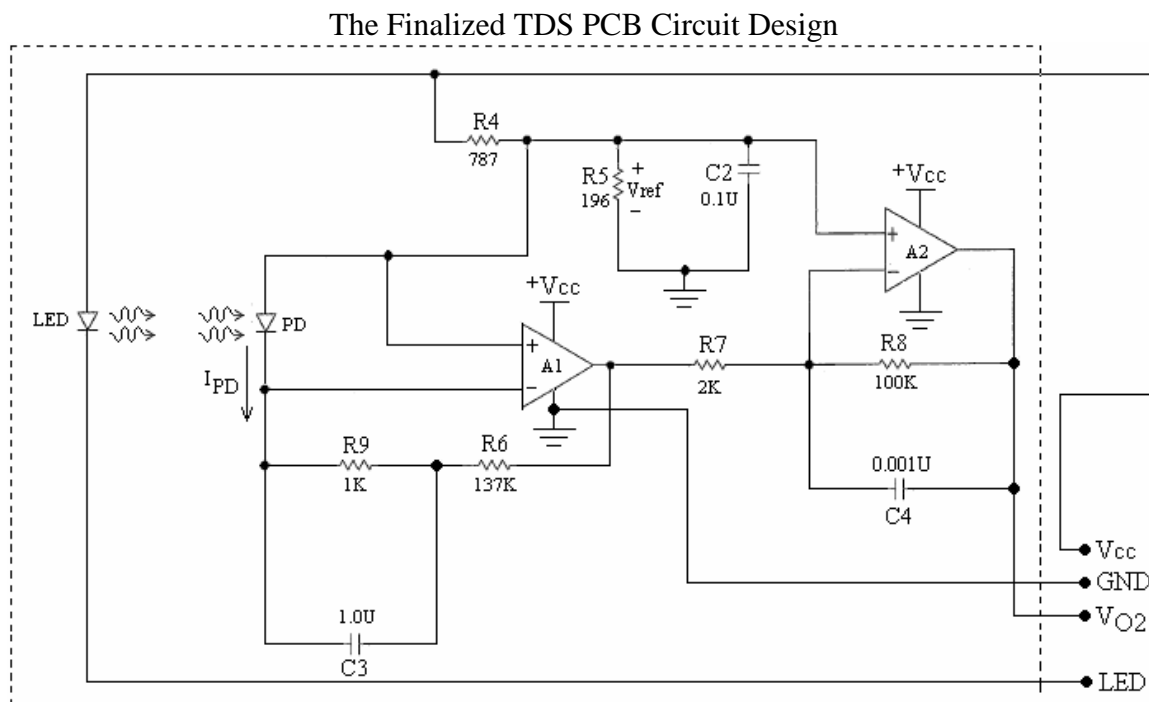 The Finalized TDS PCB Circuit Design
R4
787
R5
196
+
Vref
−
C2
0.1U
+Vcc
+
A2
−
LED
PD
I PD
+Vcc
+
A1
−
R7
2K
R8
100K
R9
1K
R6
137K
0.001U
C4
1.0U
C3
Vcc
GND
VO2
LED